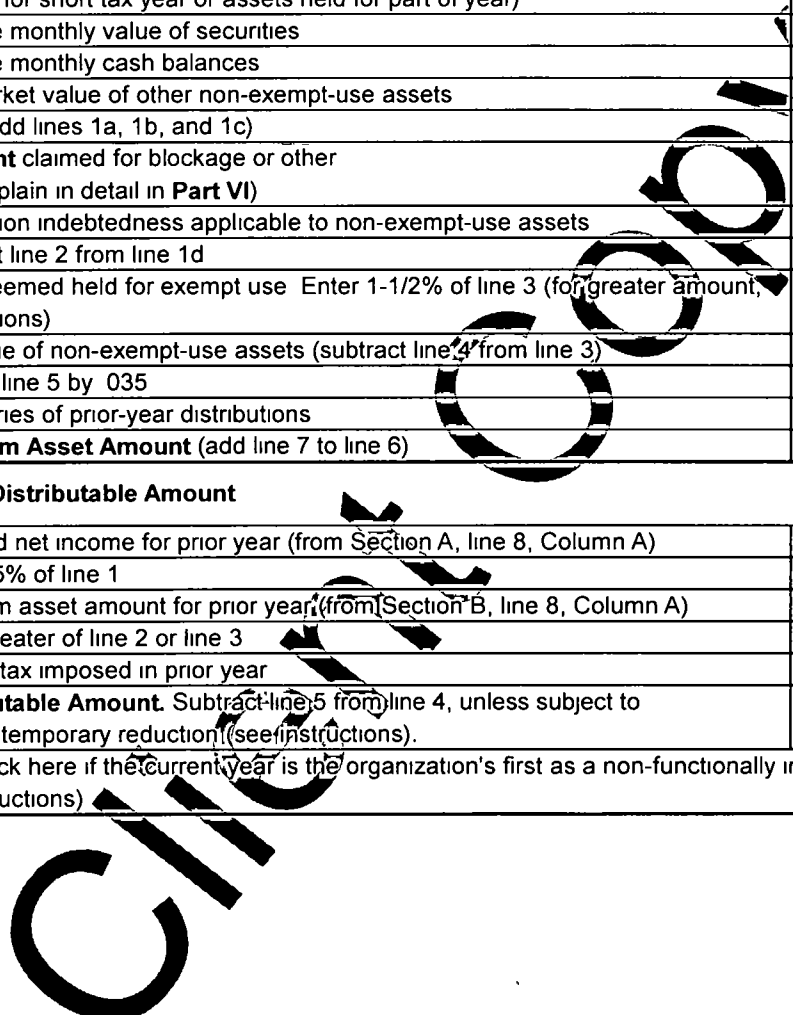 for short tax year or assets held for part of year)
e monthly value of securities
e monthly cash balances
rket value of other non-exempt-use assets
dd lines 1a, 1b, and 1c)
nt claimed for blockage or other
plain in detail in Part VI)
ion indebtedness applicable to non-exempt-use assets
t line 2 from line 1d
eemed held for exempt use Enter 1-1/2% of line 3 (for greater amount,
ions)
e of non-exempt-use assets (subtract line 4 from line 3)
line 5 by 035
ries of prior-year distributions
m Asset Amount (add line 7 to line 6)
Distributable Amount
d net income for prior year (from Section A, line 8, Column A)
5% of line 1
m asset amount for prior year (from Section B, line 8, Column A)
eater of line 2 or line 3
tax imposed in prior year
utable Amount. Subtract line 5 from line 4, unless subject to
temporary reduction (see instructions).
ck here if the current year is the organization's first as a non-functionally in
uctions)
Client Copy